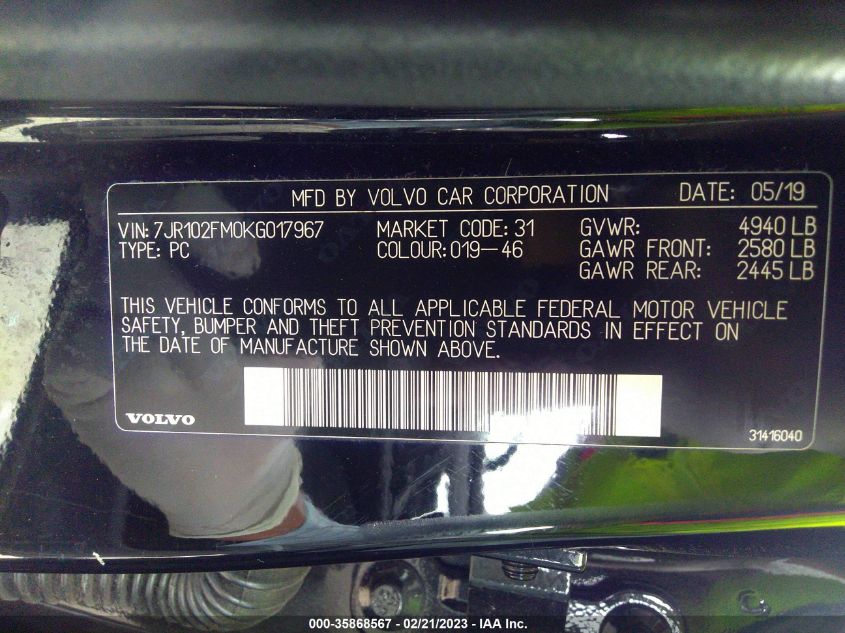 MFD BY VOLVO CAR CORPORATION DATE: 05/19
VIN: 7JR102FM0KG017967 MARKET CODE: 31 GVWR: 4940 LB
TYPE: PC COLOUR: 019-46 GAWR FRONT: 2580 LB
GAWR REAR: 2445 LB
THIS VEHICLE CONFORMS TO ALL APPLICABLE FEDERAL MOTOR VEHICLE
SAFETY, BUMPER AND THEFT PREVENTION STANDARDS IN EFFECT ON
THE DATE OF MANUFACTURE SHOWN ABOVE.
VOLVO
31416040
000-35868567 - 02/21/2023 - IAA Inc.